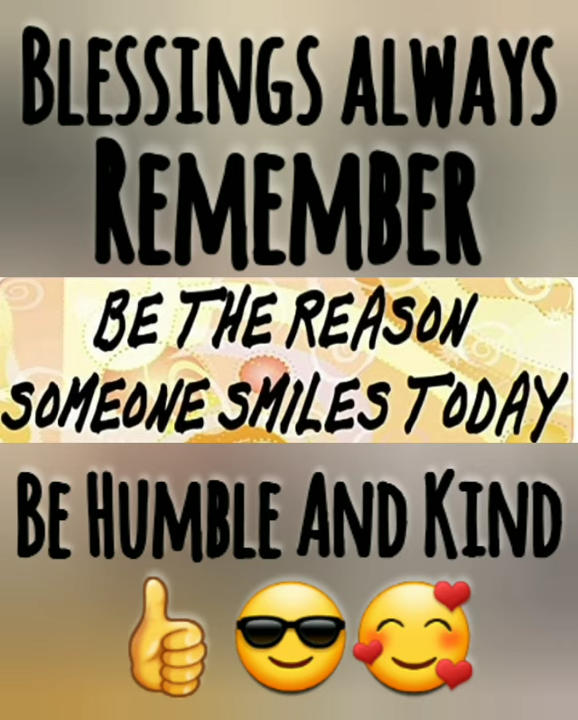 Blessings always
Remember
BE THE REASON
SOMEONE SMILES TODAY
Be Humble And Kind